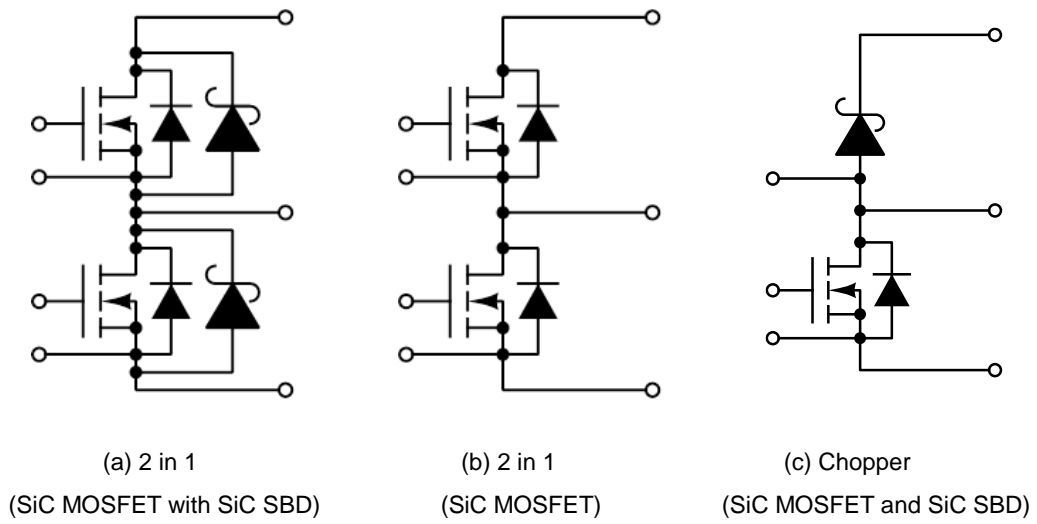 (a) 2 in 1
(SiC MOSFET with SiC SBD)
(b) 2 in 1
(SiC MOSFET)
(c) Chopper
(SiC MOSFET and SiC SBD)